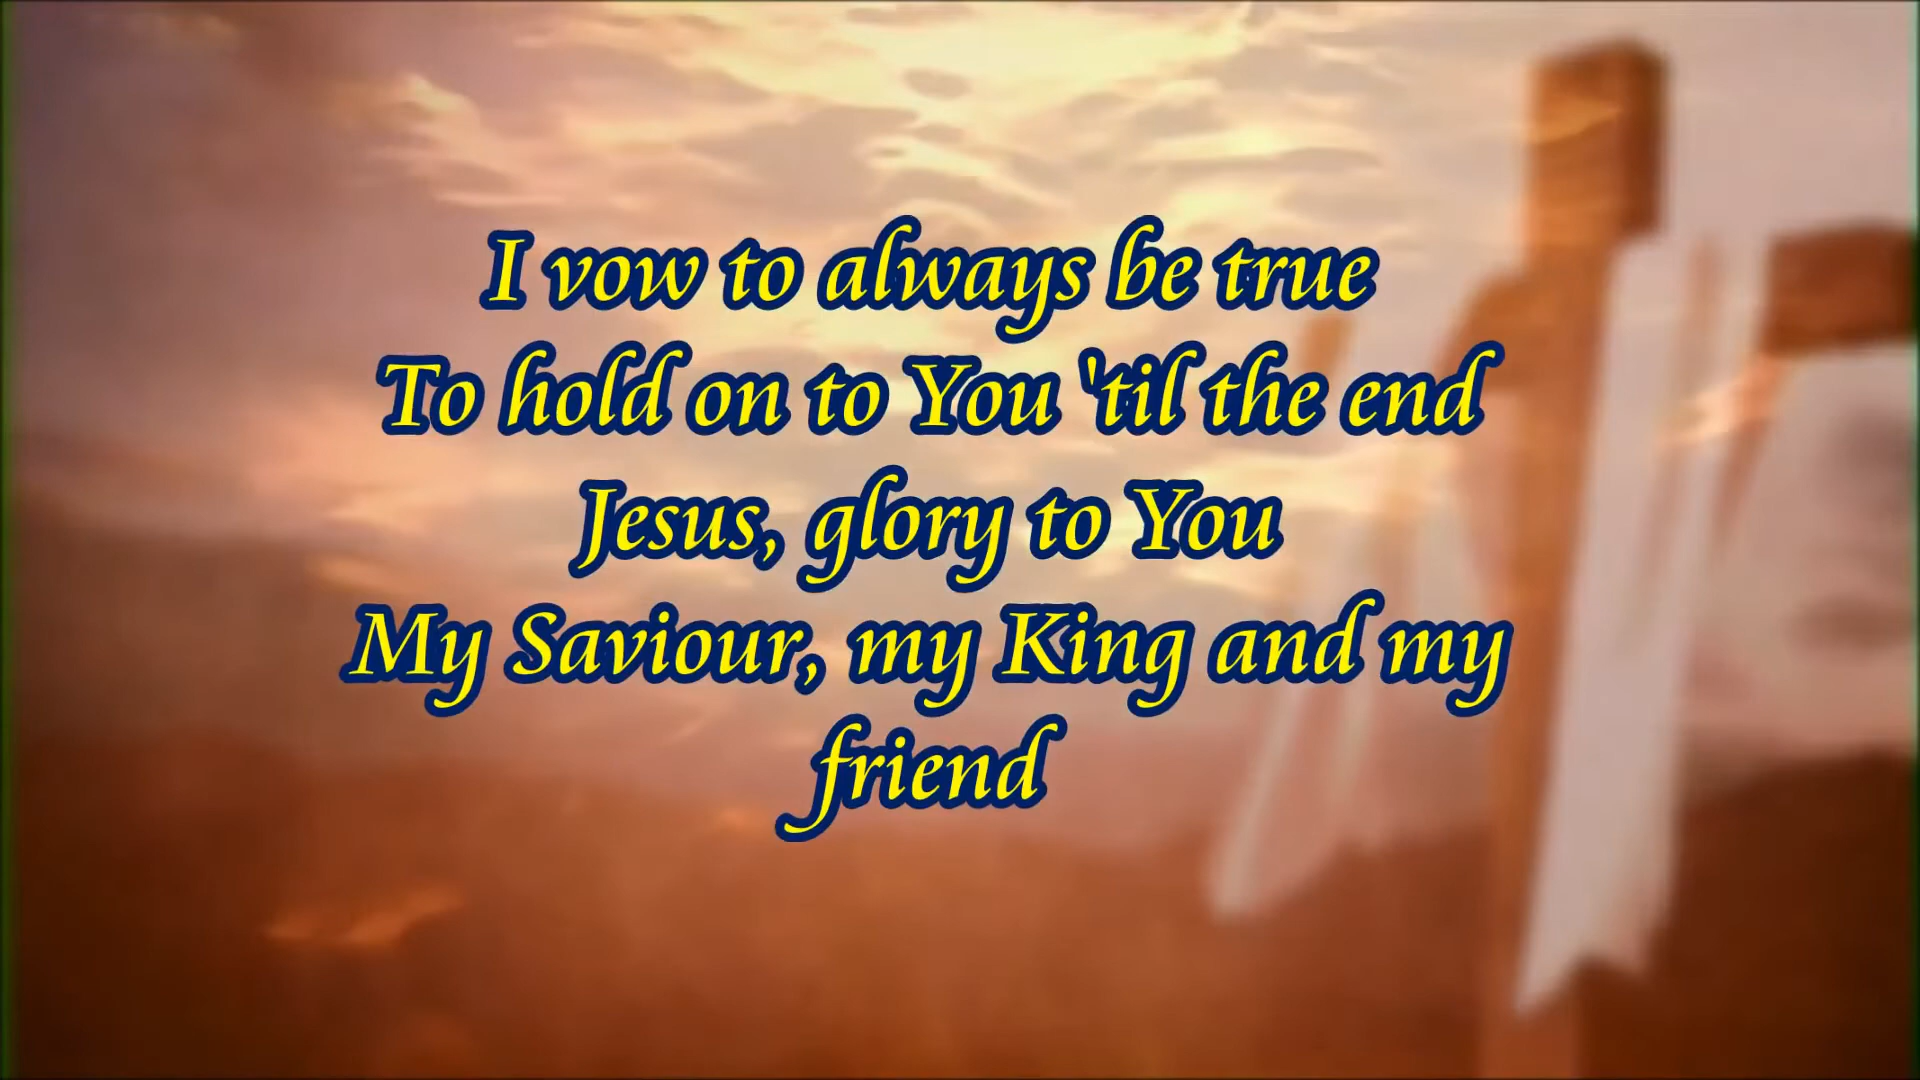 I vow to always be true
To hold on to You 'til the end
Jesus, glory to You
My Saviour, my King and my
friend